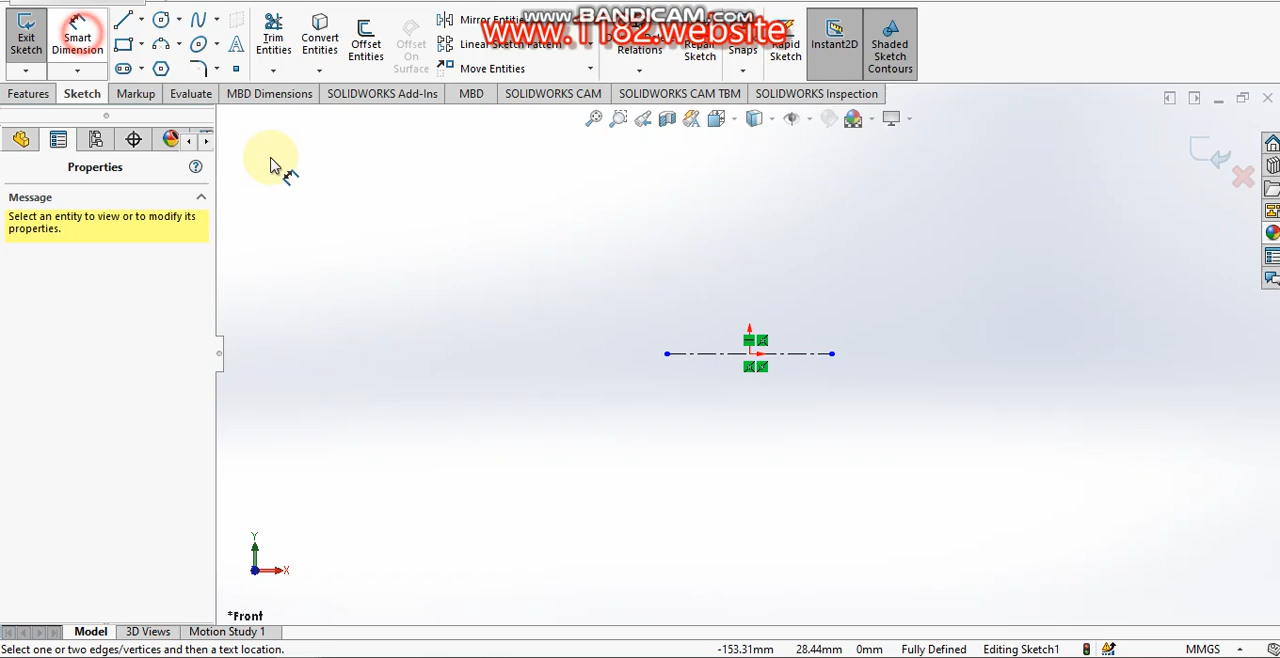 www.BANDICAM.com
www.1182.website
Exit Sketch
Smart Dimension
Trim Entities
Convert Entities
Offset Entities
Offset On Surface
Mirror Entities
Linear Sketch Pattern
Move Entities
Relations
Repair Sketch
Snaps
Rapid Sketch
Instant2D
Shaded Sketch Contours
Features
Sketch
Markup
Evaluate
MBD Dimensions
SOLIDWORKS Add-Ins
MBD
SOLIDWORKS CAM
SOLIDWORKS CAM TBM
SOLIDWORKS Inspection
Properties
Message
Select an entity to view or to modify its
properties.
Y
X
*Front
Model
3D Views
Motion Study 1
Select one or two edges/vertices and then a text location.
-153.31mm
28.44mm
0mm
Fully Defined
Editing Sketch1
MMGS